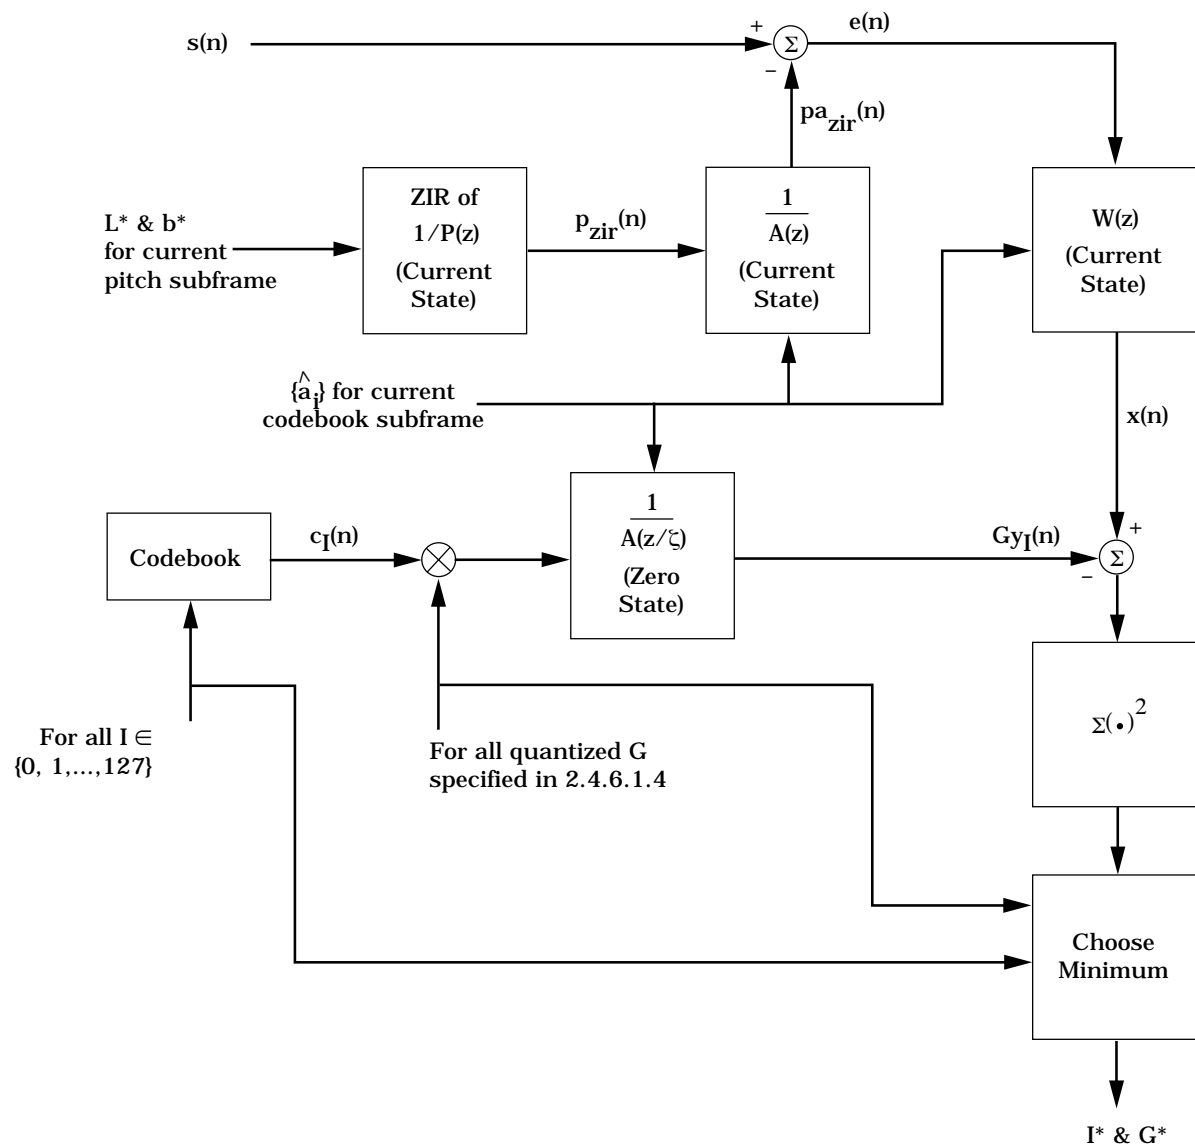 s(n)
+
Σ
e(n)
−
pa_zir(n)
L* & b*
for current
pitch subframe
ZIR of
1/P(z)
(Current
State)
p_zir(n)
1
A(z)
(Current
State)
W(z)
(Current
State)
{â_i} for current
codebook subframe
x(n)
Codebook
c_I(n)
1
A(z/ζ)
(Zero
State)
Gy_I(n)
+
Σ
−
Σ(•)²
For all I ∈
{0, 1,...,127}
For all quantized G
specified in 2.4.6.1.4
Choose
Minimum
I* & G*